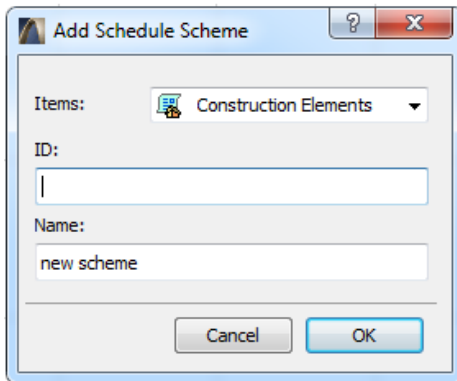 Add Schedule Scheme
Items: Construction Elements
ID:
Name:
new scheme
Cancel OK